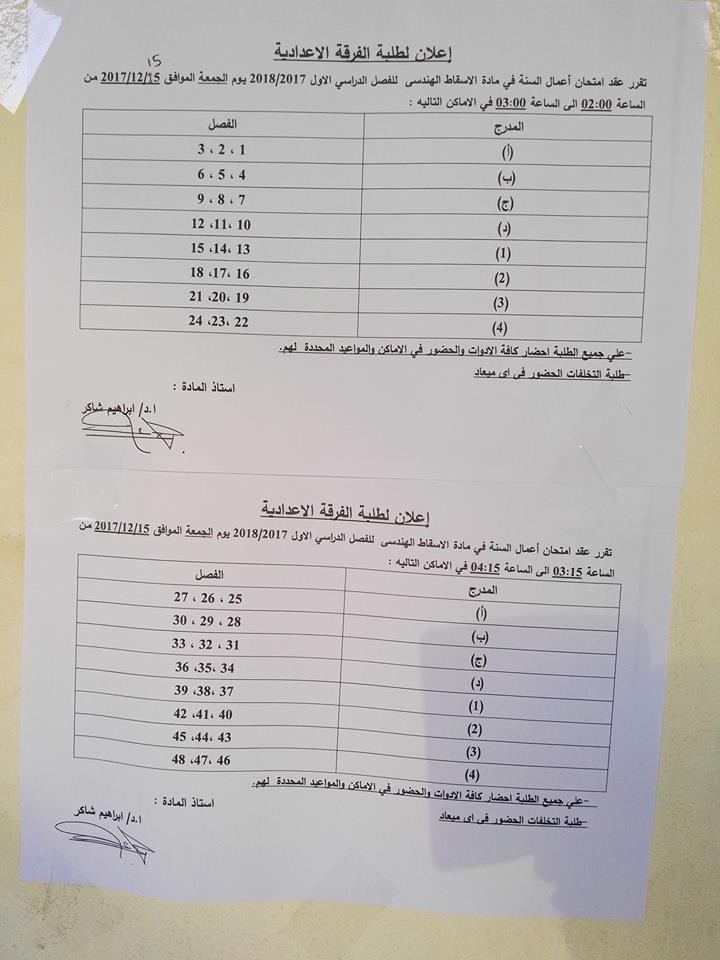 إعلان لطلبة الفرقة الاعدادية
15
تقرر عقد امتحان أعمال السنة في مادة الاسقاط الهندسى للفصل الدراسي الاول 2018/2017 يوم الجمعة الموافق 2017/12/15 من
الساعة 02:00 الى الساعة 03:00 في الاماكن التاليه :
المدرج الفصل
(أ) 1 ، 2 ، 3
(ب) 4 ، 5 ، 6
(ج) 7 ، 8 ، 9
(د) 10 ،11، 12
(1) 13 ،14، 15
(2) 16 ،17، 18
(3) 19 ،20، 21
(4) 22 ،23، 24
-علي جميع الطلبة احضار كافة الادوات والحضور في الاماكن والمواعيد المحددة لهم.
-طلبة التخلفات الحضور فى اى ميعاد
استاذ المادة :
ا.د/ ابراهيم شاكر
إعلان لطلبة الفرقة الاعدادية
تقرر عقد امتحان أعمال السنة في مادة الاسقاط الهندسى للفصل الدراسي الاول 2018/2017 يوم الجمعة الموافق 2017/12/15 من
الساعة 03:15 الى الساعة 04:15 في الاماكن التاليه :
المدرج الفصل
(أ) 25 ، 26 ، 27
(ب) 28 ، 29 ، 30
(ج) 31 ، 32 ، 33
(د) 34 ،35، 36
(1) 37 ،38، 39
(2) 40 ،41، 42
(3) 43 ،44، 45
(4) 46 ،47، 48
-علي جميع الطلبة احضار كافة الادوات والحضور في الاماكن والمواعيد المحددة لهم.
-طلبة التخلفات الحضور فى اى ميعاد
استاذ المادة :
ا.د/ ابراهيم شاكر